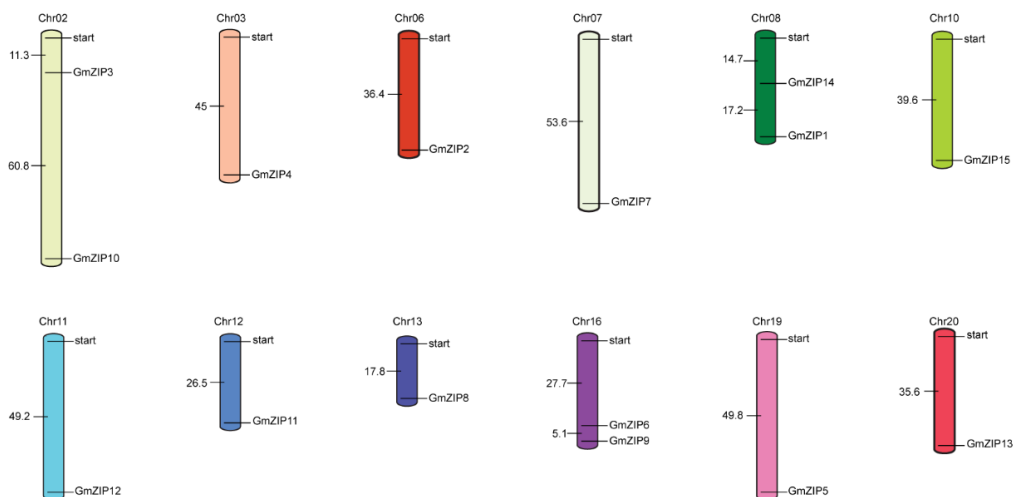 Chr02
start
11.3
GmZIP3
60.8
GmZIP10
Chr03
start
45
GmZIP4
Chr06
start
36.4
GmZIP2
Chr07
start
53.6
GmZIP7
Chr08
start
14.7
GmZIP14
17.2
GmZIP1
Chr10
start
39.6
GmZIP15
Chr11
start
49.2
GmZIP12
Chr12
start
26.5
GmZIP11
Chr13
start
17.8
GmZIP8
Chr16
start
27.7
GmZIP6
5.1
GmZIP9
Chr19
start
49.8
GmZIP5
Chr20
start
35.6
GmZIP13